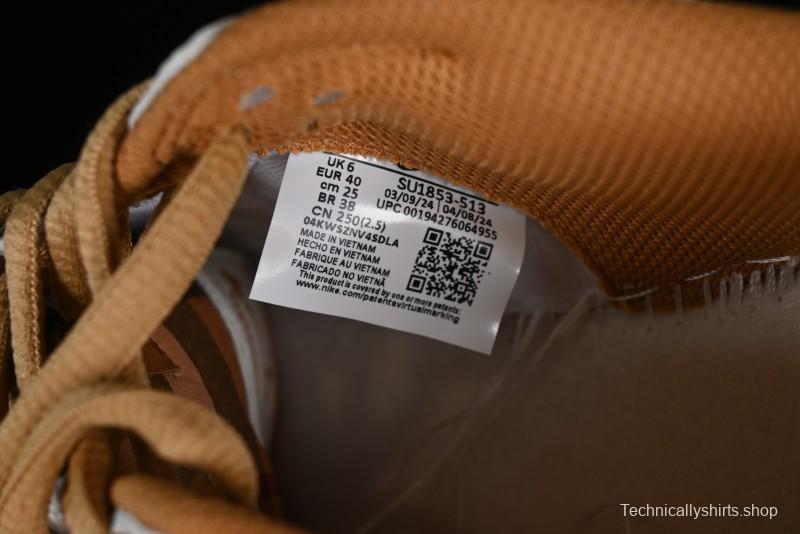 UK 6
EUR 40
cm 25
BR 38
CN 250(2.5)
SU1853-513
03/09/24 | 04/08/24
UPC 00194276064955
04KWSZNV4SDLA
MADE IN VIETNAM
HECHO EN VIETNAM
FABRIQUE AU VIETNAM
FABRICADO NO VIETNÃ
This product is covered by one or more patents:
www.nike.com/patentsvirtualmarking
Technicallyshirts.shop